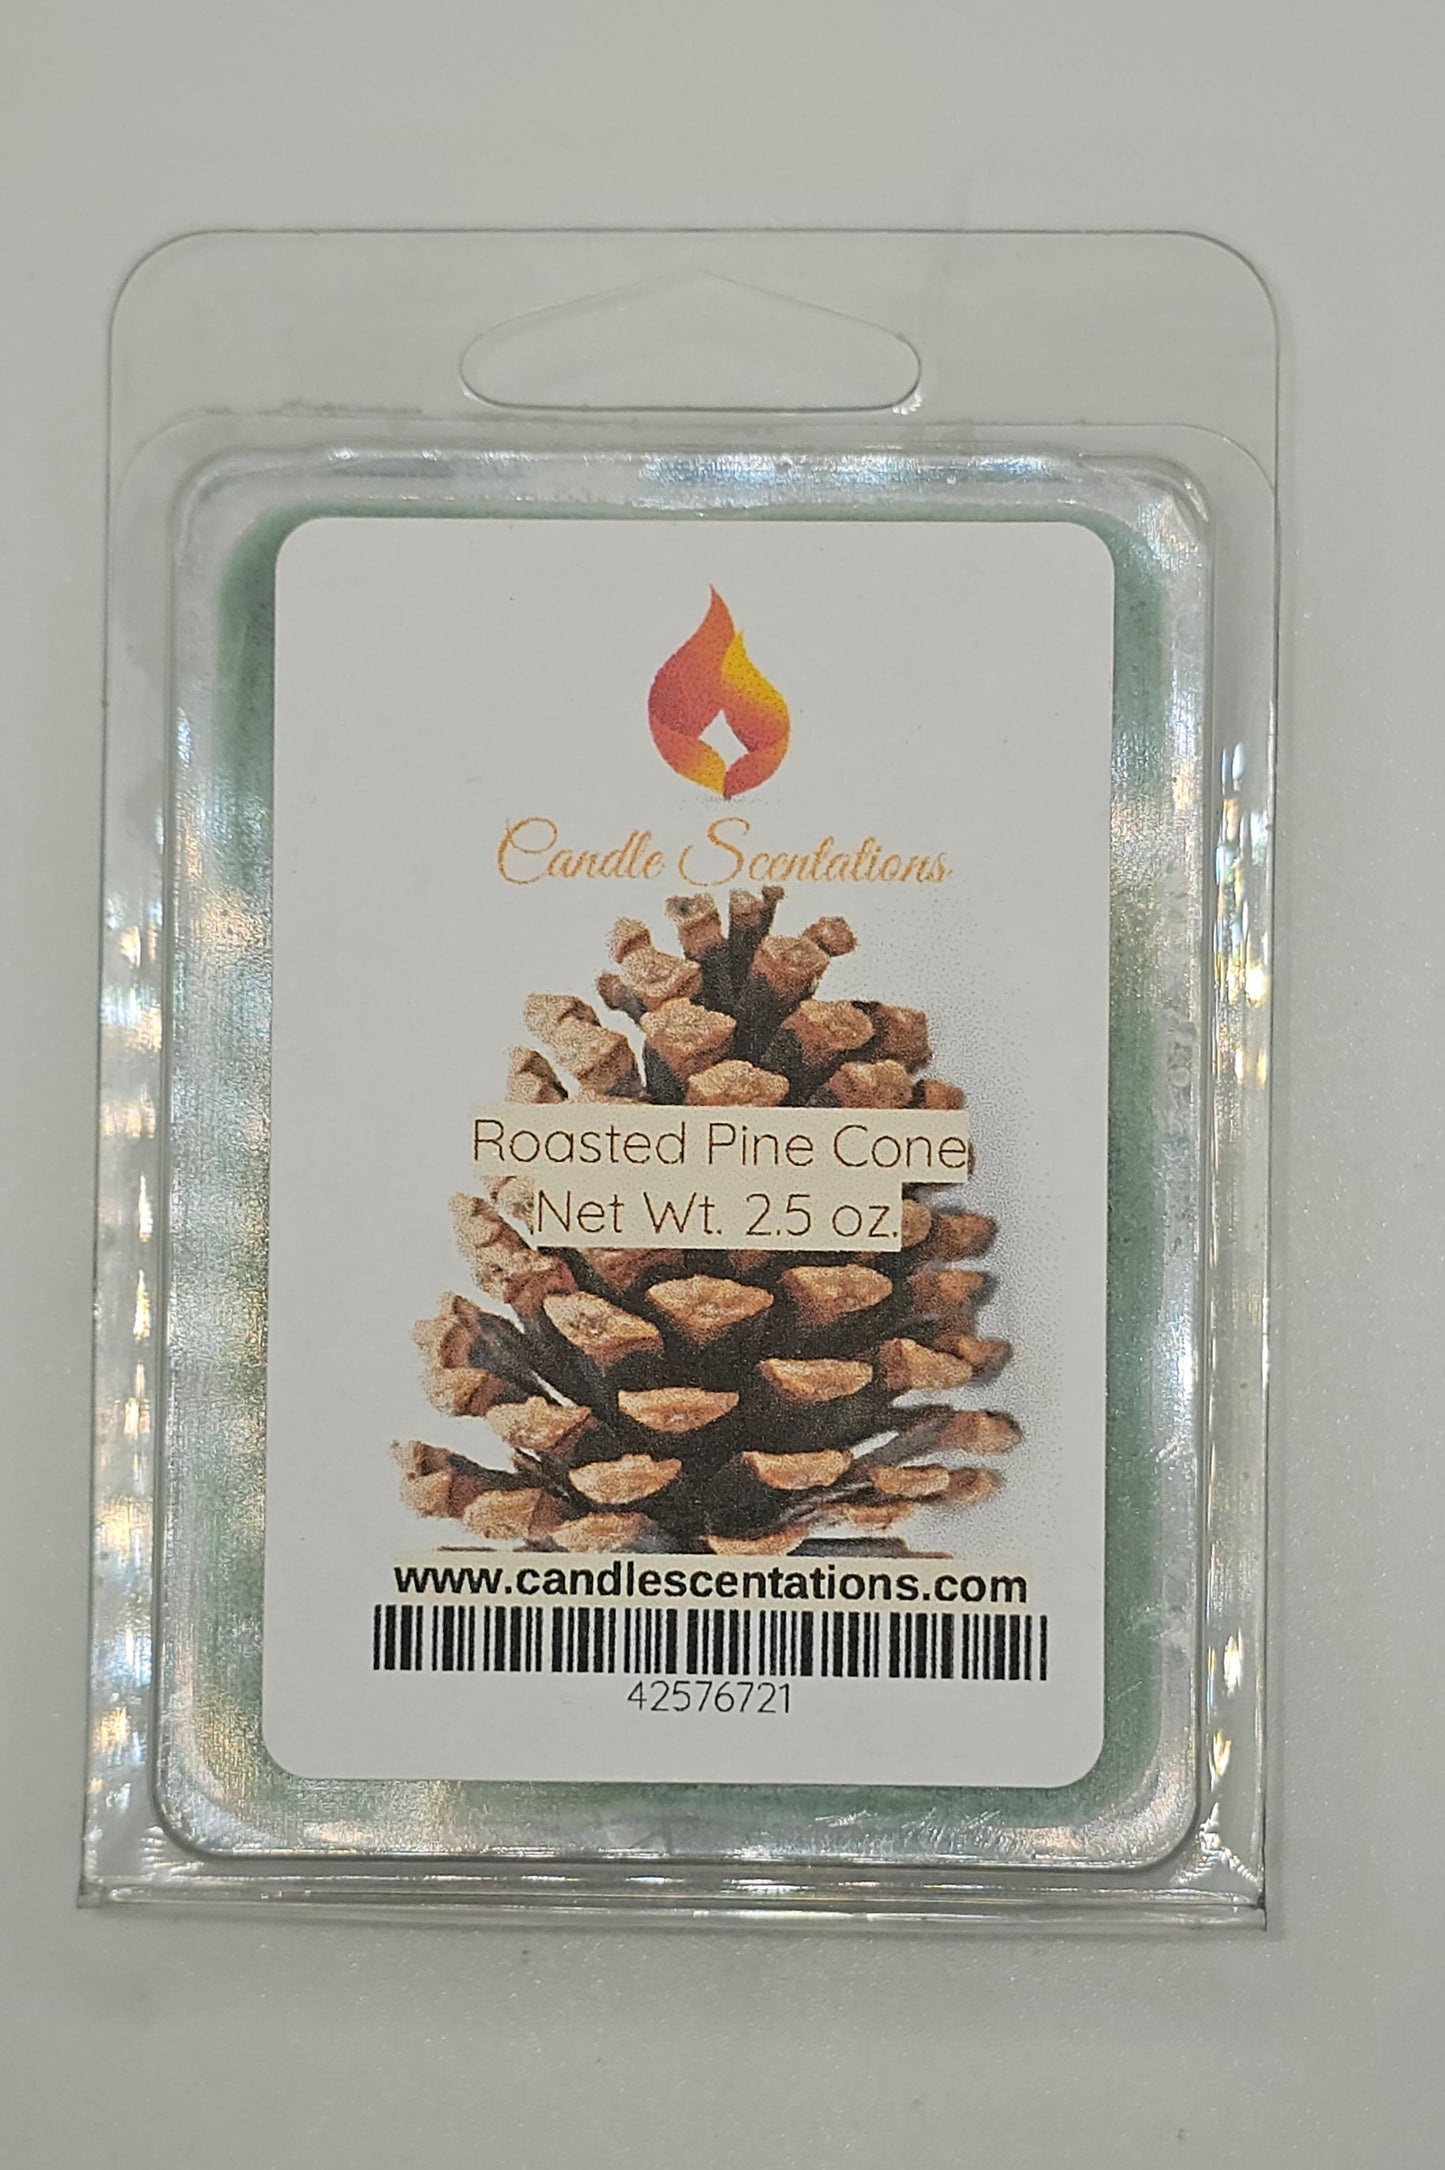 Candle Scentations
Roasted Pine Cone
Net Wt. 2.5 oz.
www.candlescentations.com
42576721